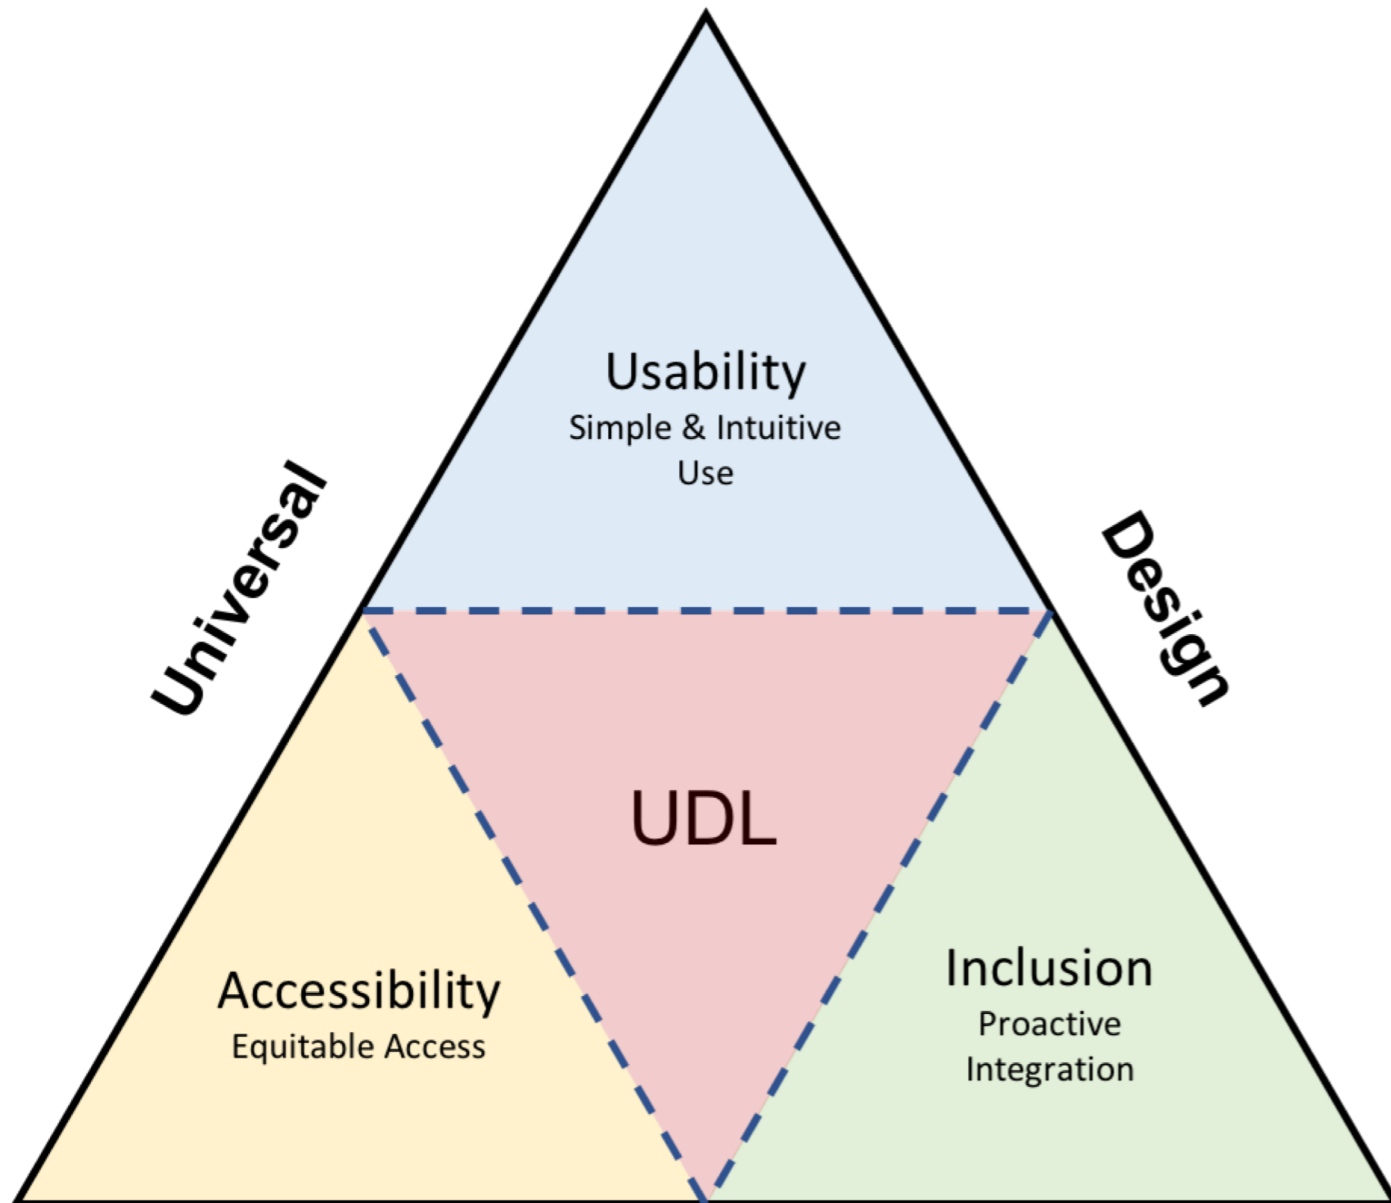 Usability
Simple & Intuitive
Use
Universal
Design
UDL
Accessibility
Equitable Access
Inclusion
Proactive
Integration